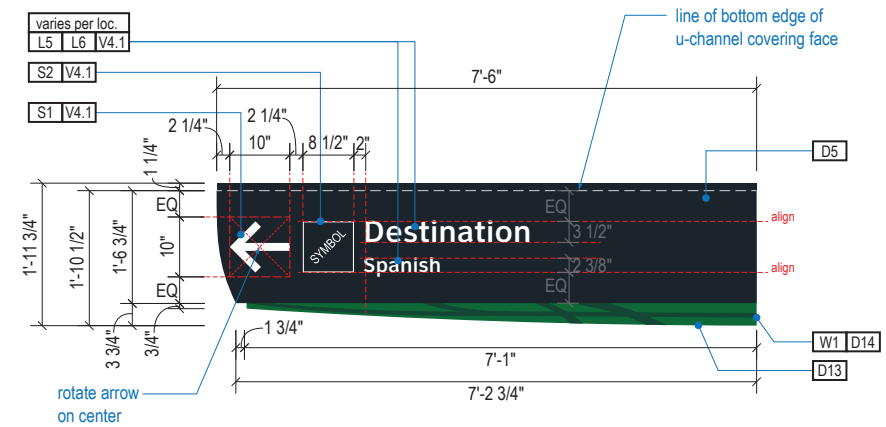 varies per loc.
L5 L6 V4.1
S2 V4.1
S1 V4.1
line of bottom edge of
u-channel covering face
7'-6"
2 1/4"
10"
2 1/4"
8 1/2"
2"
D5
1 1/4"
EQ
10"
EQ
1'-11 3/4"
1'-10 1/2"
1'-6 3/4"
3 3/4"
3/4"
SYMBOL
Destination
Spanish
EQ
3 1/2"
2 3/8"
EQ
align
align
W1 D14
D13
1 3/4"
7'-1"
7'-2 3/4"
rotate arrow
on center